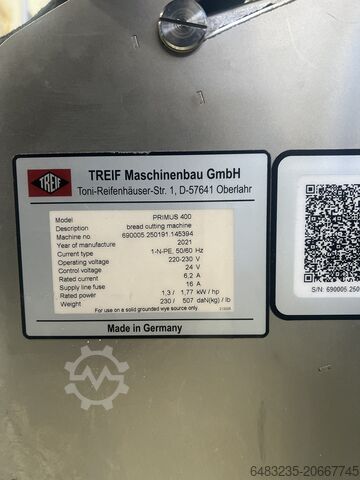 TREIF
TREIF Maschinenbau GmbH
Toni-Reifenhäuser-Str. 1, D-57641 Oberlahr
Model PRIMUS 400
Description bread cutting machine
Machine no. 690005.250191.145394
Year of manufacture 2021
Current type 1-N-PE, 50/60 Hz
Operating voltage 220-230 V
Control voltage 24 V
Rated current 6,2 A
Supply line fuse 16 A
Rated power 1,3 / 1,77 kW / hp
Weight 230 / 507 daN(kg) / lb
For use on a solid grounded wye source only
Made in Germany
S/N: 690005.250
6483235-20667745